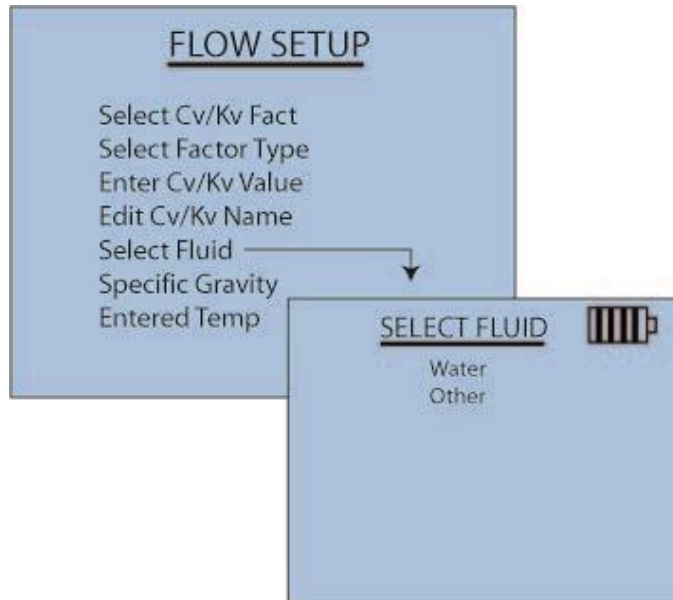 FLOW SETUP
Select Cv/Kv Fact
Select Factor Type
Enter Cv/Kv Value
Edit Cv/Kv Name
Select Fluid
Specific Gravity
Entered Temp
SELECT FLUID
Water
Other